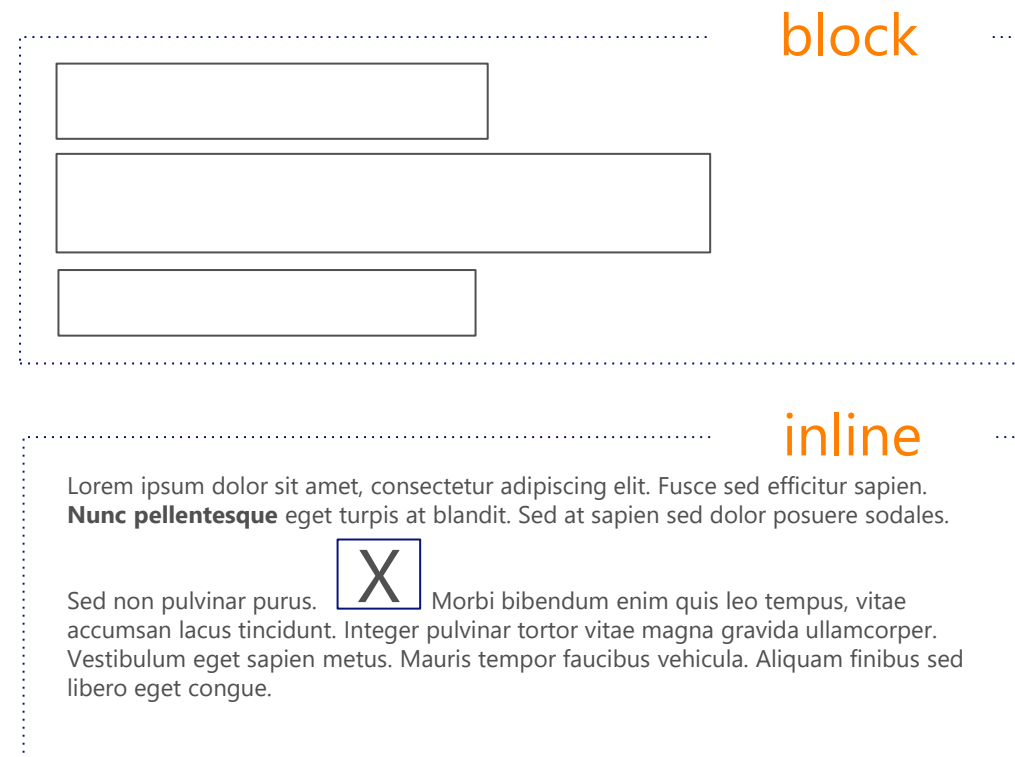 block
inline
Lorem ipsum dolor sit amet, consectetur adipiscing elit. Fusce sed efficitur sapien.
Nunc pellentesque eget turpis at blandit. Sed at sapien sed dolor posuere sodales.
Sed non pulvinar purus. X Morbi bibendum enim quis leo tempus, vitae
accumsan lacus tincidunt. Integer pulvinar tortor vitae magna gravida ullamcorper.
Vestibulum eget sapien metus. Mauris tempor faucibus vehicula. Aliquam finibus sed
libero eget congue.